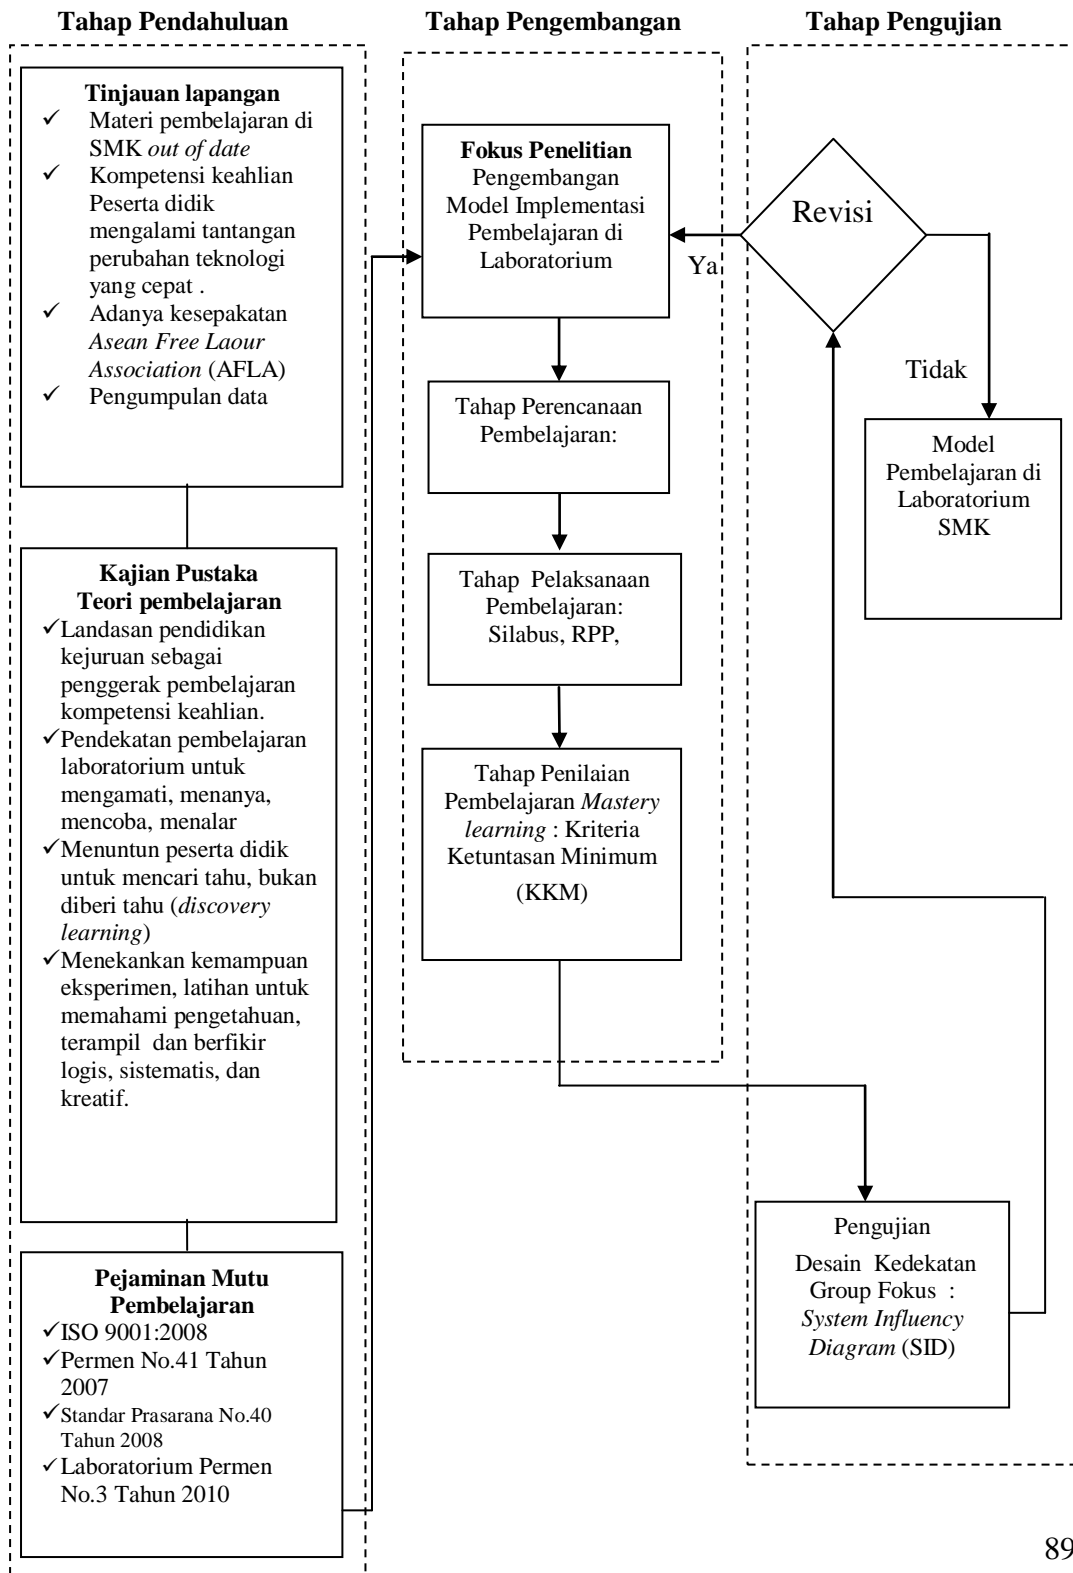 Tahap Pendahuluan
Tinjauan lapangan
✓ Materi pembelajaran di
SMK out of date
✓ Kompetensi keahlian
Peserta didik
mengalami tantangan
perubahan teknologi
yang cepat .
✓ Adanya kesepakatan
Asean Free Laour
Association (AFLA)
✓ Pengumpulan data
Kajian Pustaka
Teori pembelajaran
✓ Landasan pendidikan
kejuruan sebagai
penggerak pembelajaran
kompetensi keahlian.
✓ Pendekatan pembelajaran
laboratorium untuk
mengamati, menanya,
mencoba, menalar
✓ Menuntun peserta didik
untuk mencari tahu, bukan
diberi tahu (discovery
learning)
✓ Menekankan kemampuan
eksperimen, latihan untuk
memahami pengetahuan,
terampil dan berfikir
logis, sistematis, dan
kreatif.
Pejaminan Mutu
Pembelajaran
✓ ISO 9001:2008
✓ Permen No.41 Tahun
2007
✓ Standar Prasarana No.40
Tahun 2008
✓ Laboratorium Permen
No.3 Tahun 2010
Tahap Pengembangan
Fokus Penelitian
Pengembangan
Model Implementasi
Pembelajaran di
Laboratorium
Tahap Perencanaan
Pembelajaran:
Tahap Pelaksanaan
Pembelajaran:
Silabus, RPP,
Tahap Penilaian
Pembelajaran Mastery
learning : Kriteria
Ketuntasan Minimum
(KKM)
Tahap Pengujian
Revisi
Ya
Tidak
Model
Pembelajaran di
Laboratorium
SMK
Pengujian
Desain Kedekatan
Group Fokus :
System Influency
Diagram (SID)
89